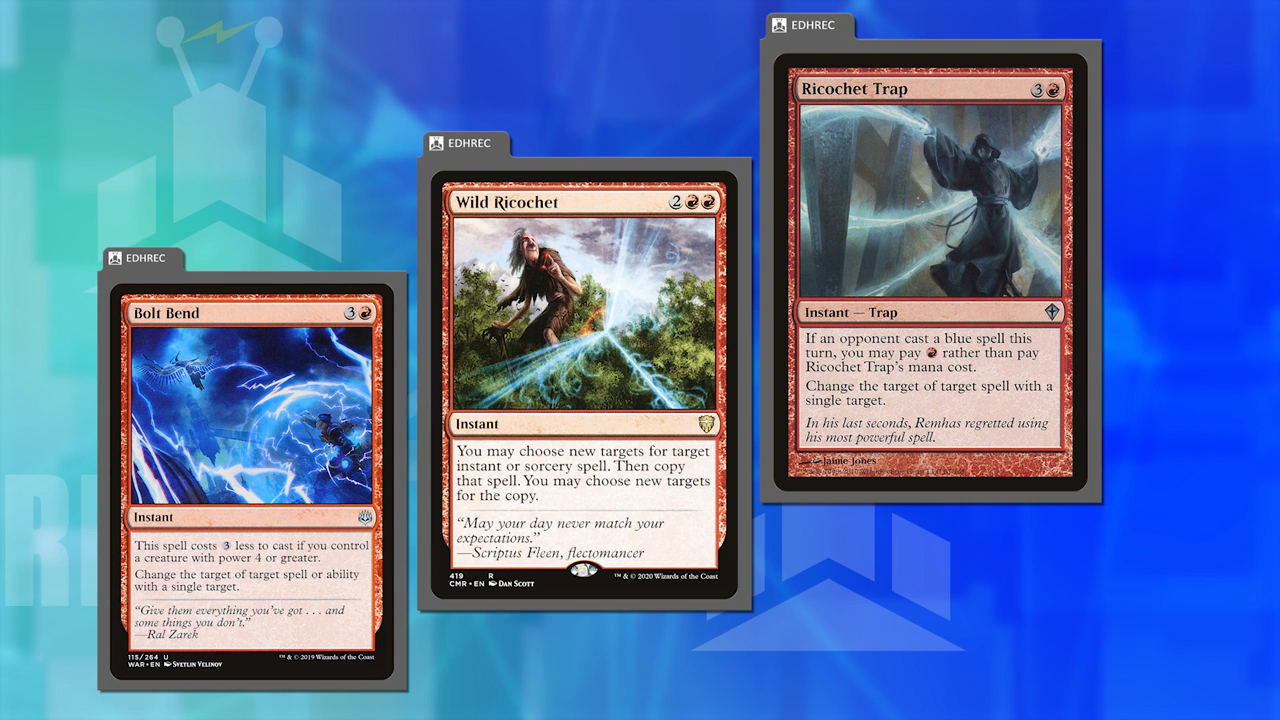 EDHREC
Bolt Bend 3
Instant
This spell costs 3 less to cast if you control
a creature with power 4 or greater.
Change the target of target spell or ability
with a single target.
“Give them everything you’ve got . . . and
some things you don’t.”
—Ral Zarek
115/264 U
WAR • EN Svetlin Velinov ™ & © 2019 Wizards of the Coast
EDHREC
Wild Ricochet 2
Instant
You may choose new targets for target
instant or sorcery spell. Then copy
that spell. You may choose new targets
for the copy.
“May your day never match your
expectations.”
—Scriptus Fleen, flectomancer
419 R
CMR • EN Dan Scott ™ & © 2020 Wizards of the Coast
EDHREC
Ricochet Trap 3
Instant — Trap
If an opponent cast a blue spell this
turn, you may pay rather than pay
Ricochet Trap’s mana cost.
Change the target of target spell with a
single target.
In his last seconds, Remhas regretted using
his most powerful spell.
Jaime Jones